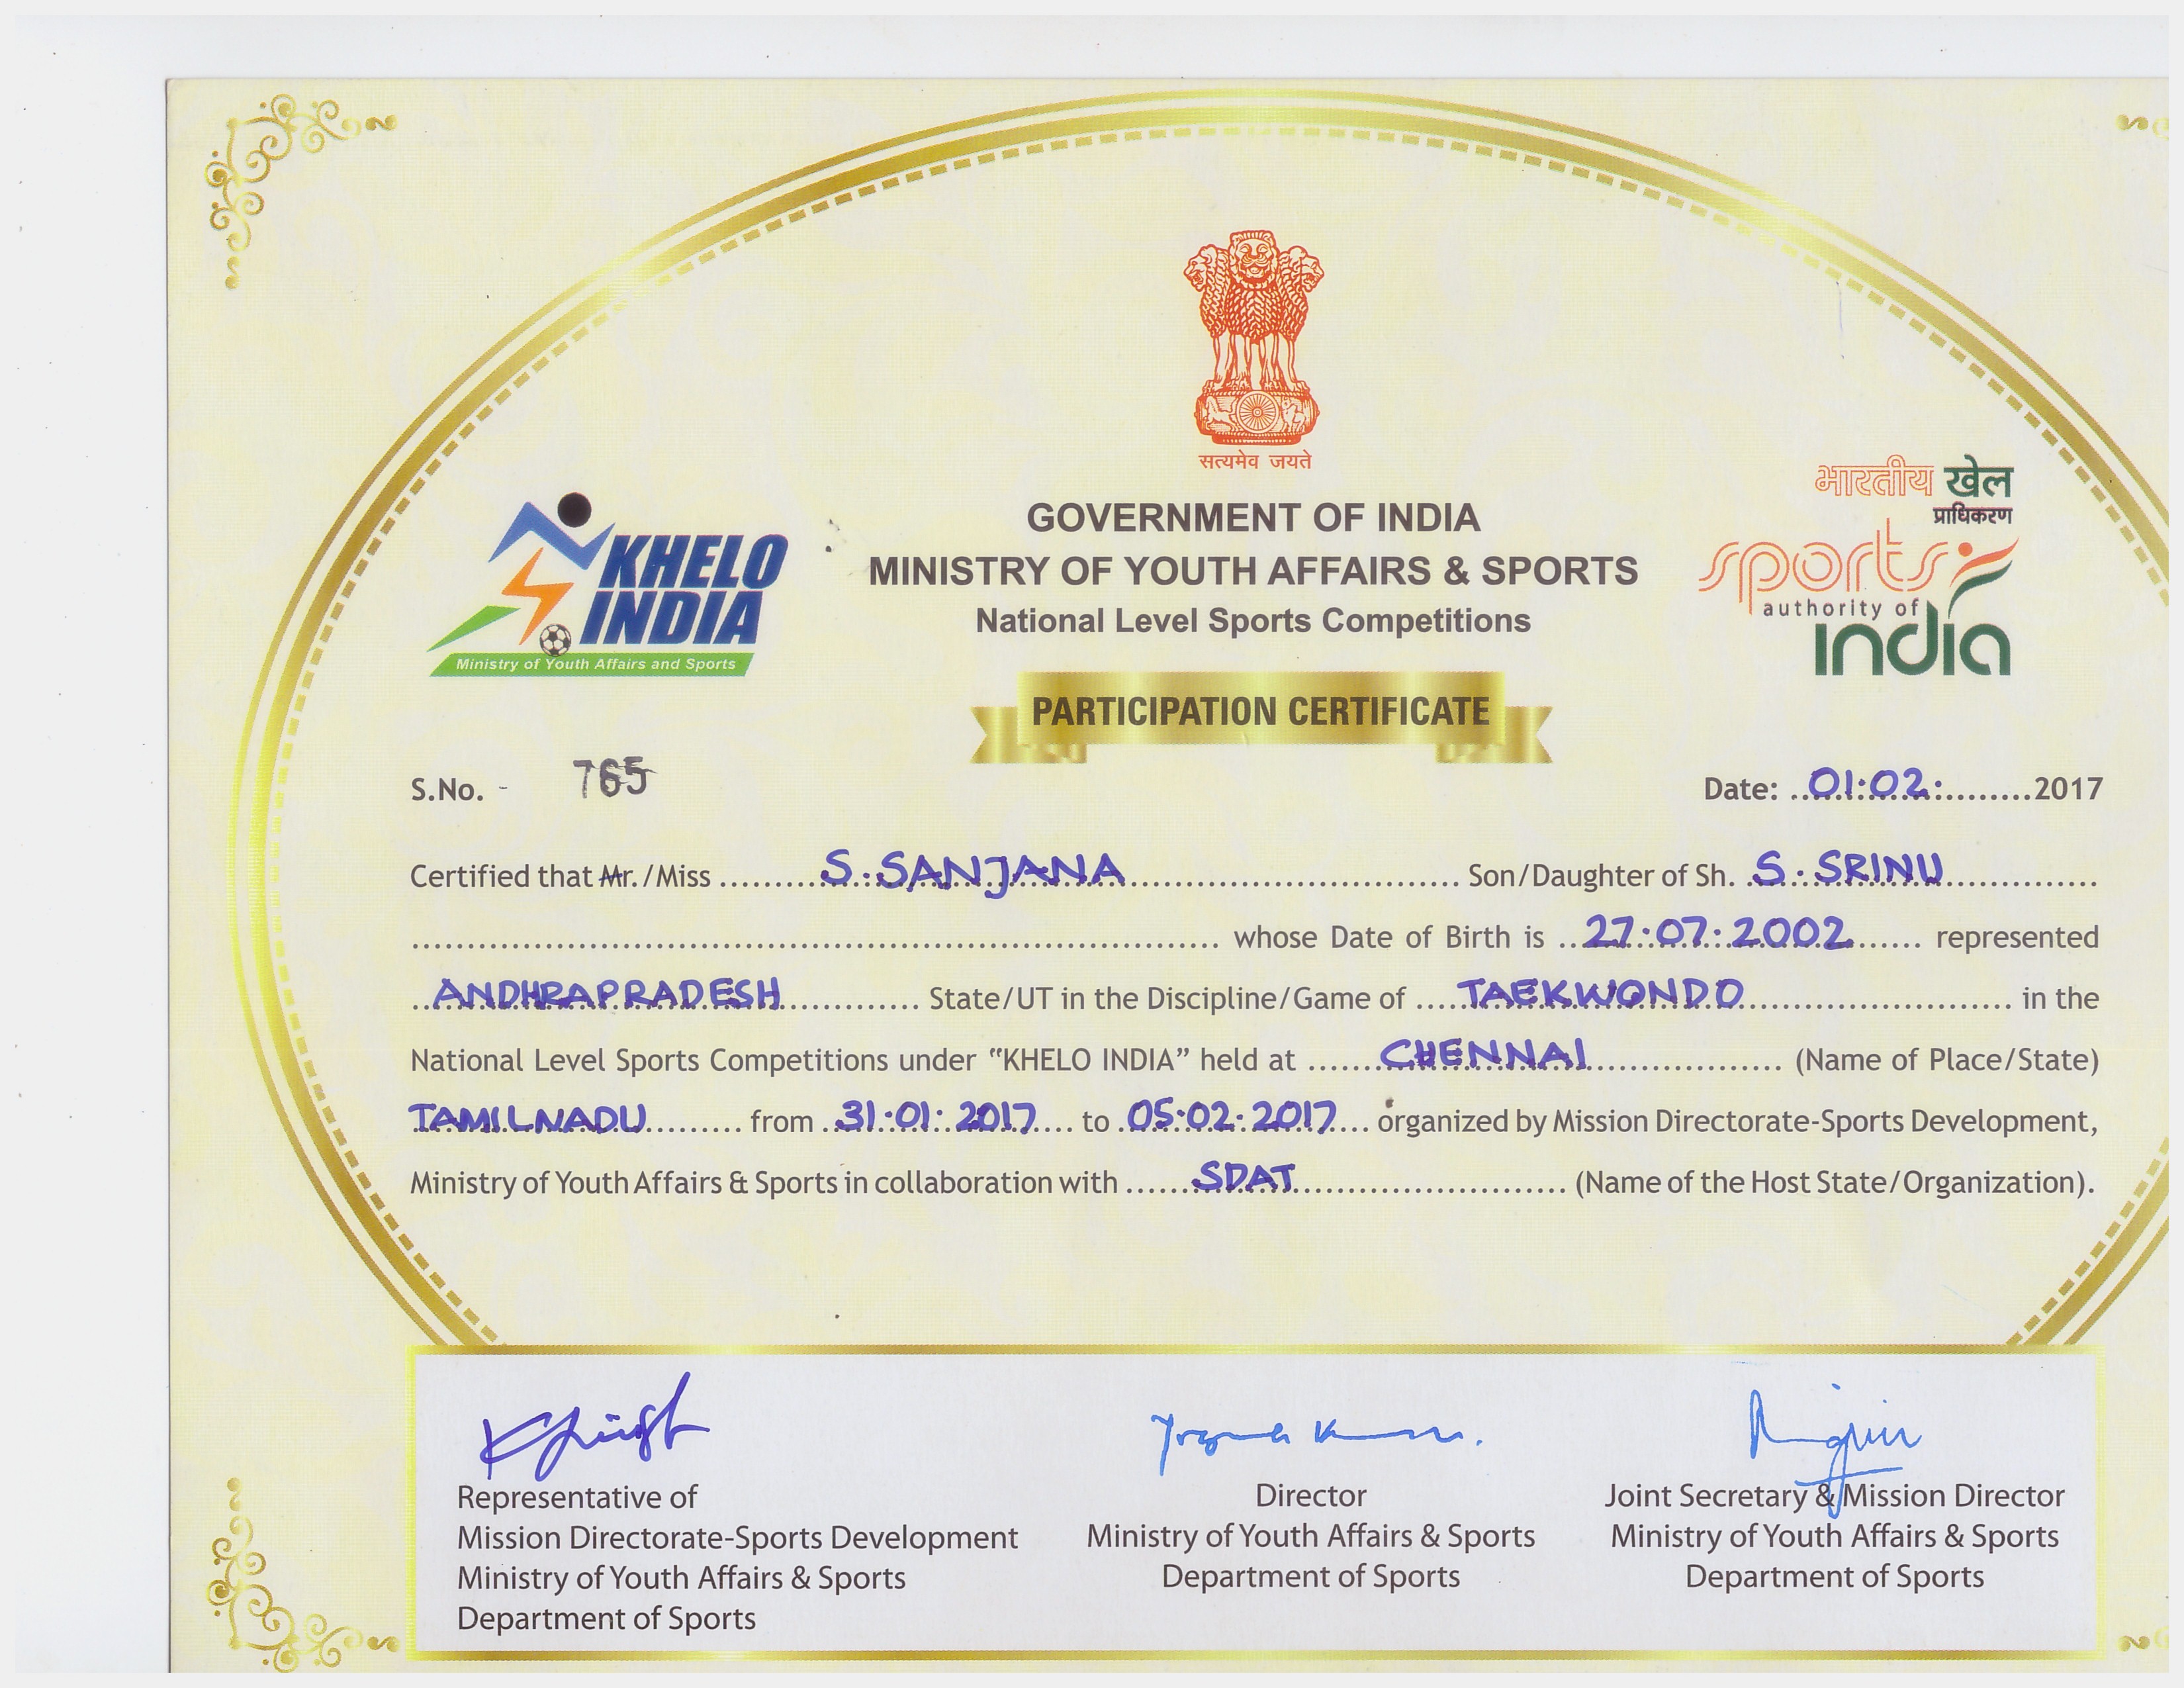 सत्यमेव जयते
भारतीय खेल
प्राधिकरण
sports
authority of
india
KHELO
INDIA
Ministry of Youth Affairs and Sports
GOVERNMENT OF INDIA
MINISTRY OF YOUTH AFFAIRS & SPORTS
National Level Sports Competitions
PARTICIPATION CERTIFICATE
S.No. - 765 Date: 01.02.2017
Certified that Mr./Miss S.SANJANA Son/Daughter of Sh. S. SRINU
whose Date of Birth is 27.07.2002 represented
ANDHRAPRADESH State/UT in the Discipline/Game of TAEKWONDO in the
National Level Sports Competitions under “KHELO INDIA” held at CHENNAI (Name of Place/State)
TAMILNADU from 31.01.2017 to 05.02.2017 organized by Mission Directorate-Sports Development,
Ministry of Youth Affairs & Sports in collaboration with SDAT (Name of the Host State/Organization).
Representative of
Mission Directorate-Sports Development
Ministry of Youth Affairs & Sports
Department of Sports
Director
Ministry of Youth Affairs & Sports
Department of Sports
Joint Secretary & Mission Director
Ministry of Youth Affairs & Sports
Department of Sports